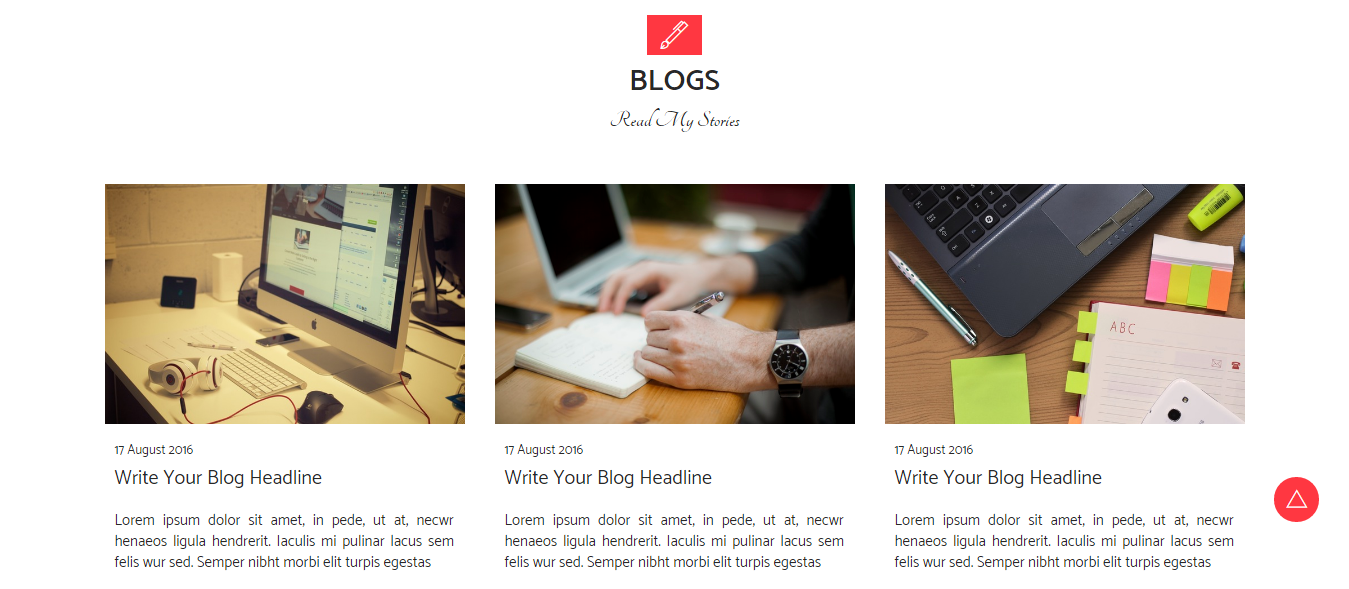 BLOGS
Read My Stories
17 August 2016
Write Your Blog Headline
Lorem ipsum dolor sit amet, in pede, ut at, necwr
henaeos ligula hendrerit. Iaculis mi pulinar lacus sem
felis wur sed. Semper nibht morbi elit turpis egestas
17 August 2016
Write Your Blog Headline
Lorem ipsum dolor sit amet, in pede, ut at, necwr
henaeos ligula hendrerit. Iaculis mi pulinar lacus sem
felis wur sed. Semper nibht morbi elit turpis egestas
ABC
17 August 2016
Write Your Blog Headline
Lorem ipsum dolor sit amet, in pede, ut at, necwr
henaeos ligula hendrerit. Iaculis mi pulinar lacus sem
felis wur sed. Semper nibht morbi elit turpis egestas